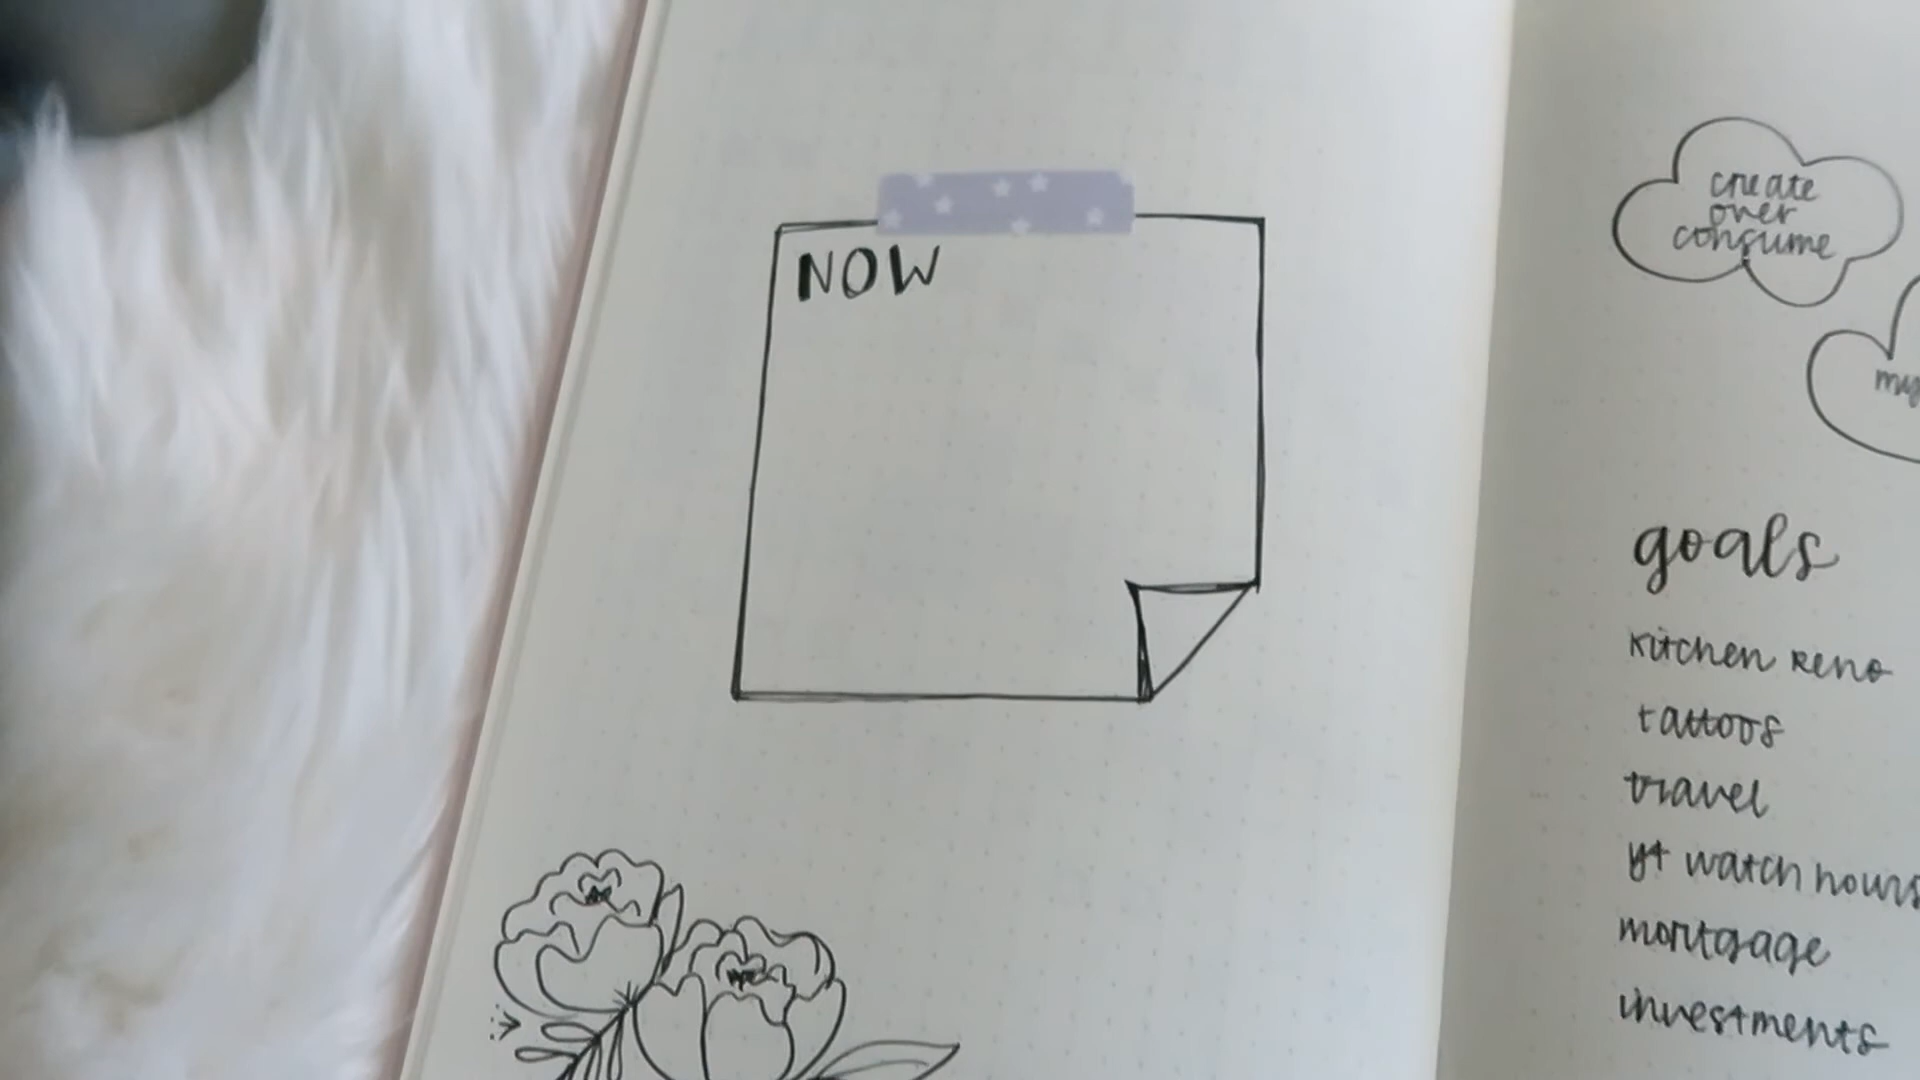 NOW
create
over
consume
goals
kitchen reno
tattoos
travel
yt watch hours
mortgage
investments